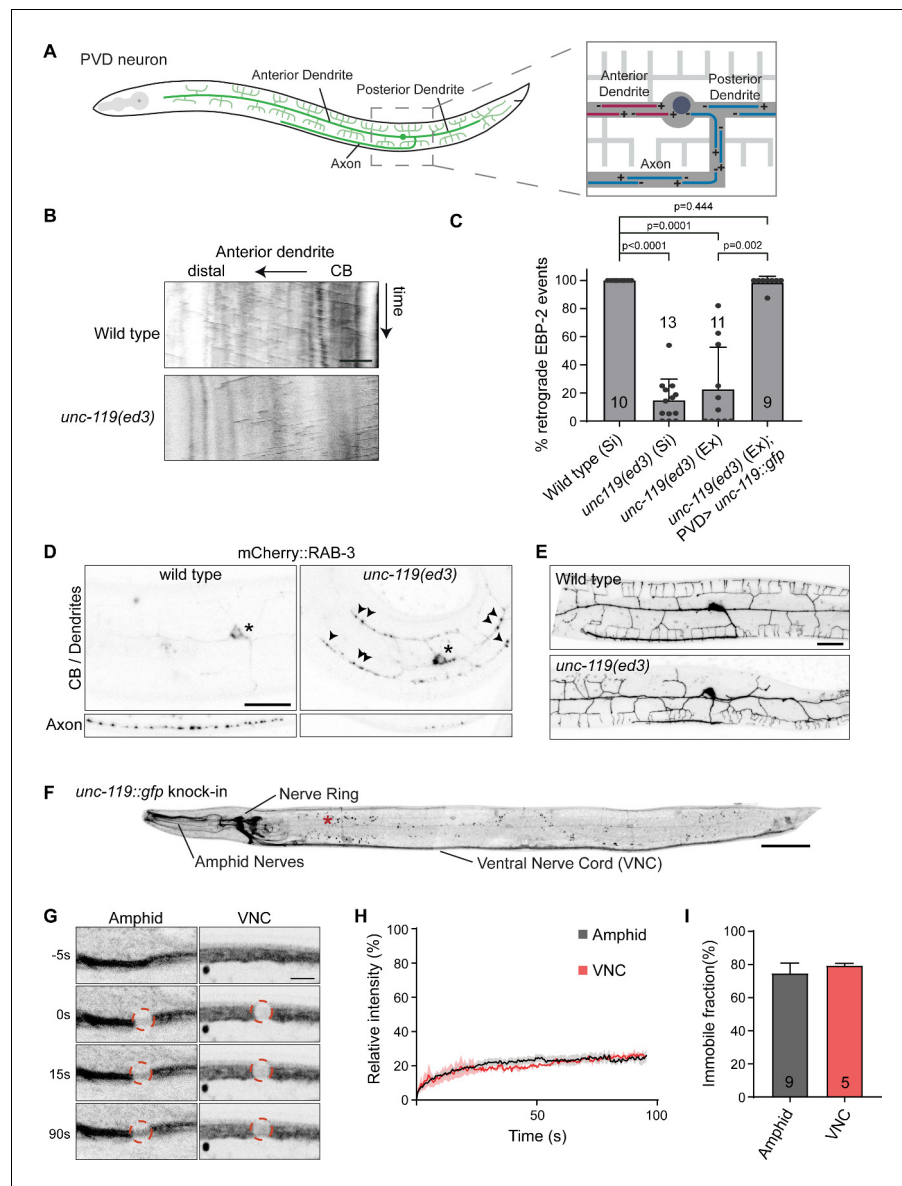 A
PVD neuron
Anterior Dendrite
Posterior Dendrite
Axon
Anterior
Dendrite
Posterior
Dendrite
- + - +
- + - + -
Axon
- + - +
+ -
- +
- +
+ -
B
Anterior dendrite
distal
CB
time
Wild type
unc-119(ed3)
C
p=0.444
p=0.0001
p<0.0001
p=0.002
% retrograde EBP-2 events
100
80
60
40
20
0
10
13
11
9
Wild type (Si)
unc119(ed3) (Si)
unc-119(ed3) (Ex)
unc-119(ed3) (Ex);
PVD> unc-119::gfp
D
mCherry::RAB-3
wild type
unc-119(ed3)
CB / Dendrites
*
*
Axon
E
Wild type
unc-119(ed3)
F
unc-119::gfp knock-in
Nerve Ring
*
Amphid Nerves
Ventral Nerve Cord (VNC)
G
Amphid
VNC
-5s
0s
15s
90s
H
Relative intensity (%)
100
80
60
40
20
0
50
100
Time (s)
Amphid
VNC
I
Immobile fraction(%)
100
80
60
40
20
0
9
5
Amphid
VNC